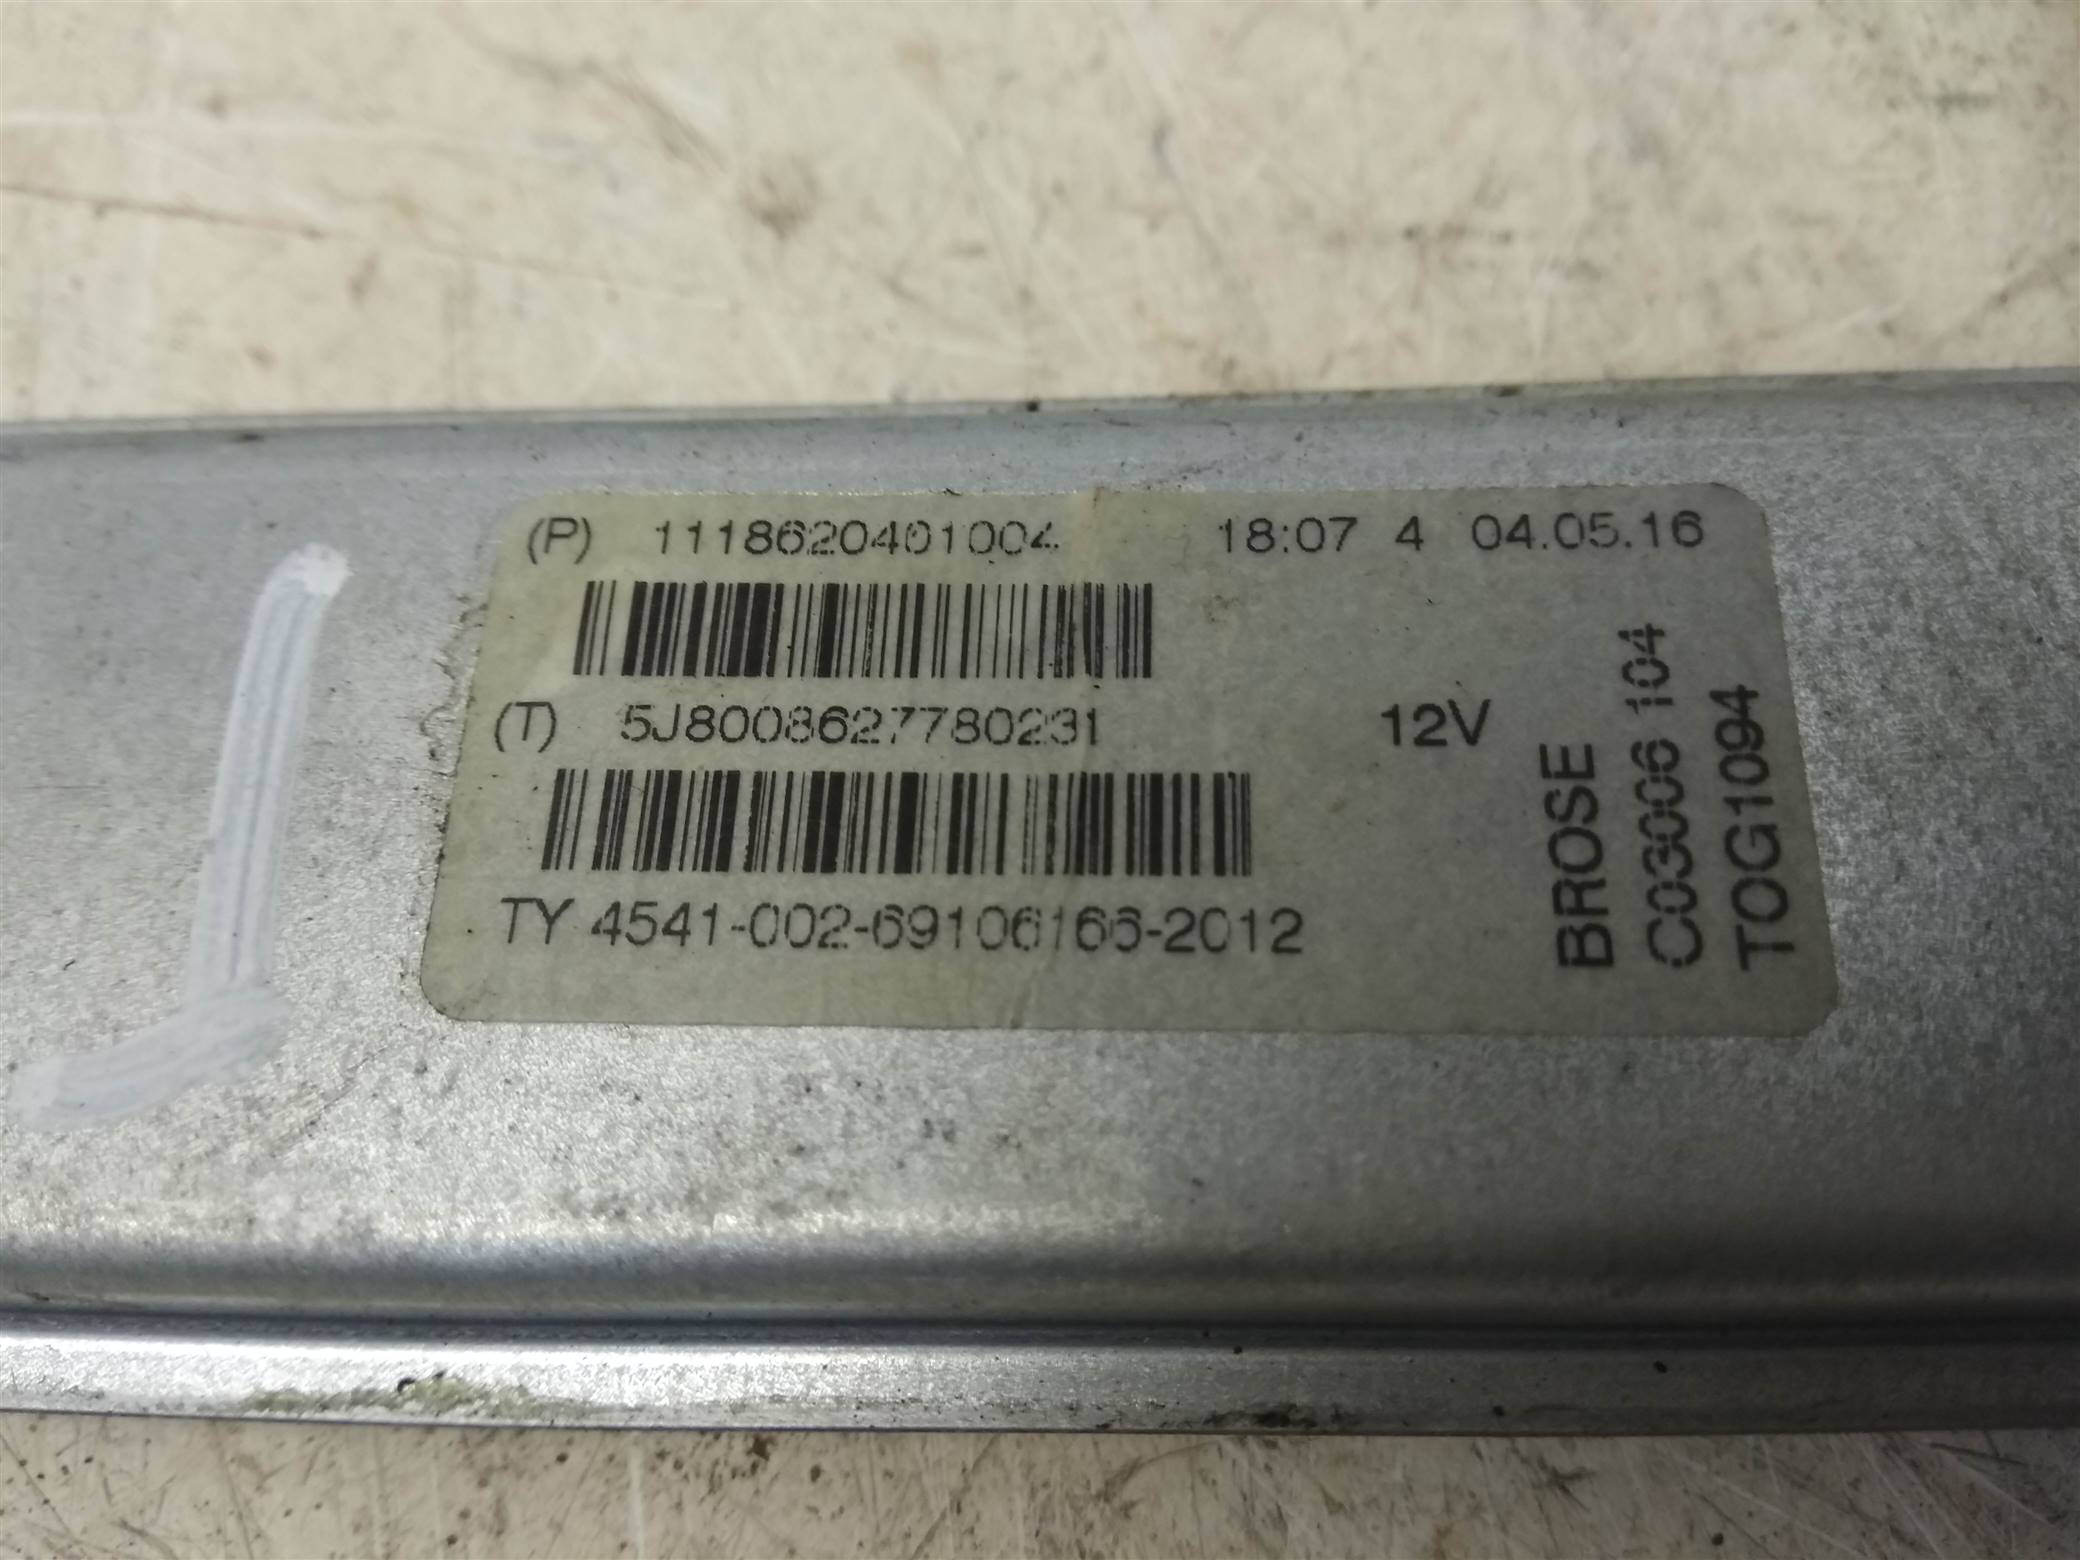 (P) 1118620401004 18:07 4 04.05.16
(T) 5J8008627780231 12V
TY 4541-002-69106166-2012
BROSE
C03006 104
TOG1094